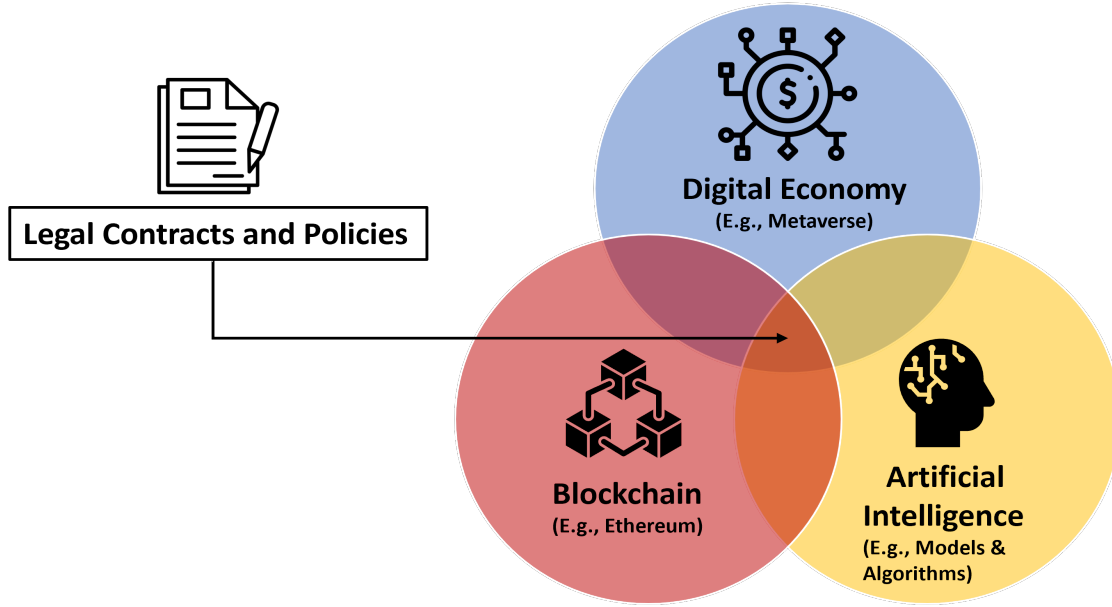 Legal Contracts and Policies
$
Digital Economy
(E.g., Metaverse)
Blockchain
(E.g., Ethereum)
Artificial
Intelligence
(E.g., Models &
Algorithms)